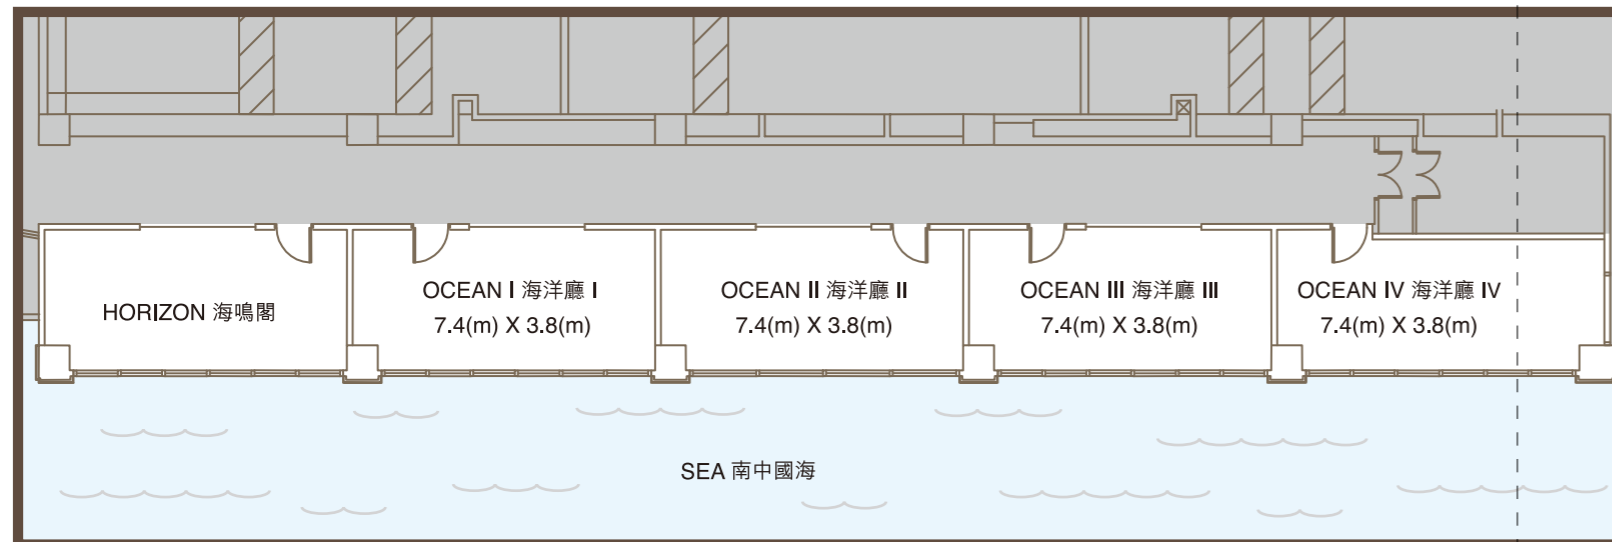 HORIZON 海鳴閣
OCEAN I 海洋廳 I
7.4(m) X 3.8(m)
OCEAN II 海洋廳 II
7.4(m) X 3.8(m)
OCEAN III 海洋廳 III
7.4(m) X 3.8(m)
OCEAN IV 海洋廳 IV
7.4(m) X 3.8(m)
SEA 南中國海